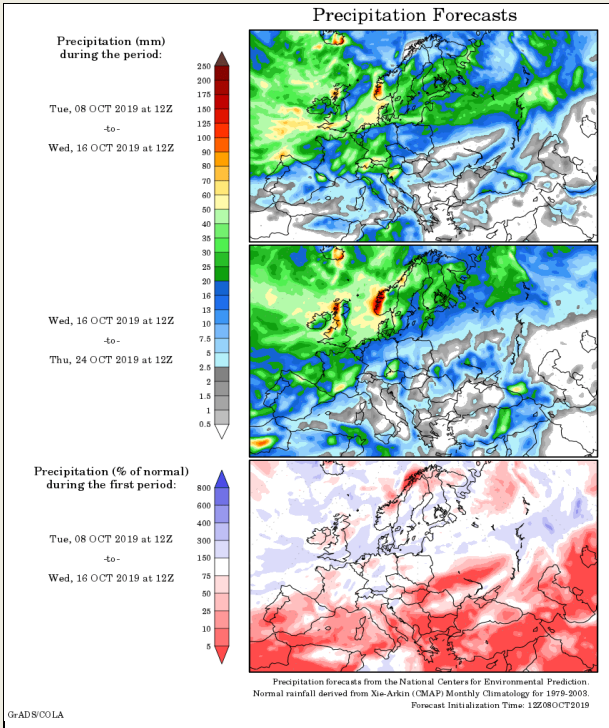 Precipitation Forecasts
Precipitation (mm)
during the period:
Tue, 08 OCT 2019 at 12Z
-to-
Wed, 16 OCT 2019 at 12Z
250
200
175
150
125
100
90
80
70
60
50
40
35
30
25
20
16
13
10
7.5
5
2.5
2
1.5
1
0.5
Wed, 16 OCT 2019 at 12Z
-to-
Thu, 24 OCT 2019 at 12Z
Precipitation (% of normal)
during the first period:
Tue, 08 OCT 2019 at 12Z
-to-
Wed, 16 OCT 2019 at 12Z
800
600
400
300
150
75
50
25
10
5
Precipitation forecasts from the National Centers for Environmental Prediction.
Normal rainfall derived from Xie-Arkin (CMAP) Monthly Climatology for 1979-2003.
Forecast Initialization Time: 12Z08OCT2019
GrADS/COLA